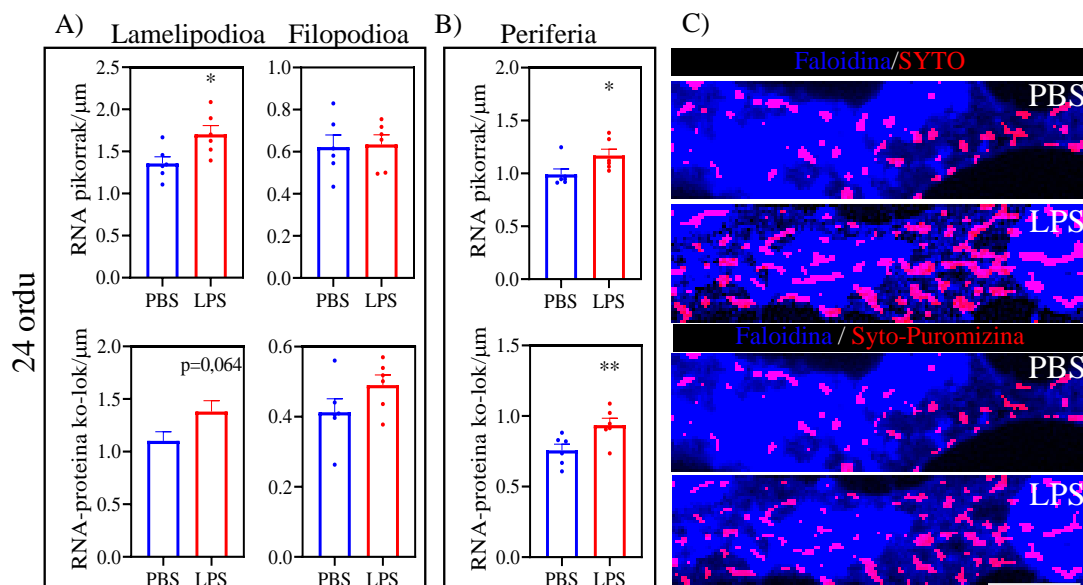 A)
Lamelipodioa
Filopodioa
B)
Periferia
C)
24 ordu
RNA pikorrak/µm
2.5
2.0
1.5
1.0
0.5
0.0
*
PBS LPS
1.0
0.8
0.6
0.4
0.2
0.0
PBS LPS
RNA pikorrak/µm
2.0
1.5
1.0
0.5
0.0
*
PBS LPS
RNA-proteina ko-lok/µm
2.0
1.5
1.0
0.5
0.0
p=0,064
PBS LPS
0.6
0.4
0.2
0.0
PBS LPS
RNA-proteina ko-lok/µm
1.5
1.0
0.5
0.0
**
PBS LPS
Faloidina/SYTO
PBS
LPS
Faloidina / Syto-Puromizina
PBS
LPS